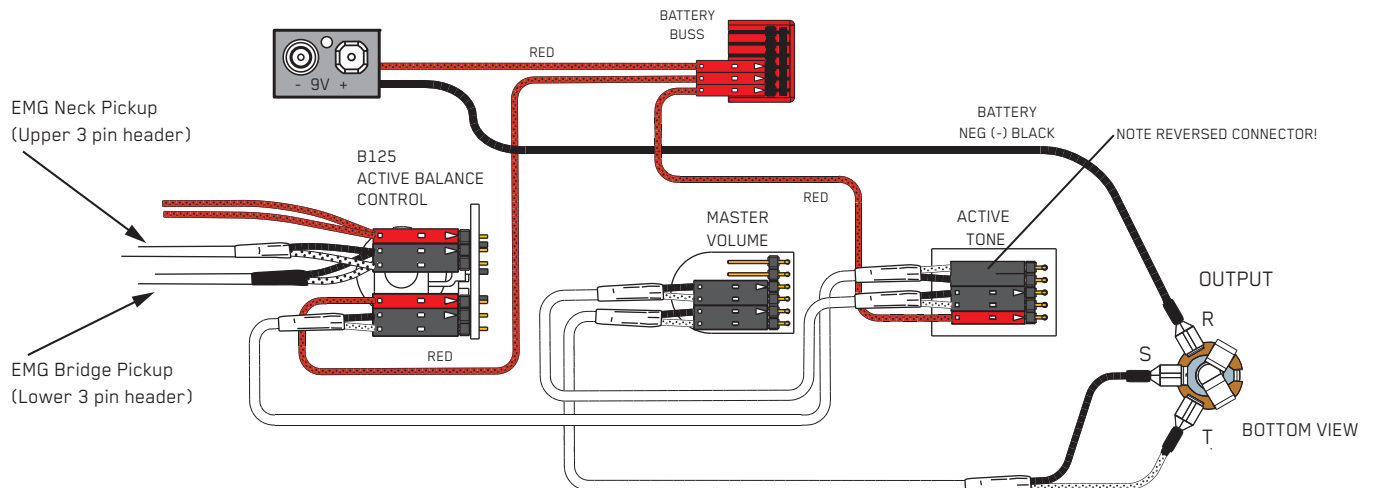 BATTERY
BUSS
RED
- 9V +
EMG Neck Pickup
(Upper 3 pin header)
BATTERY
NEG (-) BLACK
NOTE REVERSED CONNECTOR!
B125
ACTIVE BALANCE
CONTROL
RED
MASTER
VOLUME
ACTIVE
TONE
OUTPUT
R
S
RED
EMG Bridge Pickup
(Lower 3 pin header)
T.
BOTTOM VIEW